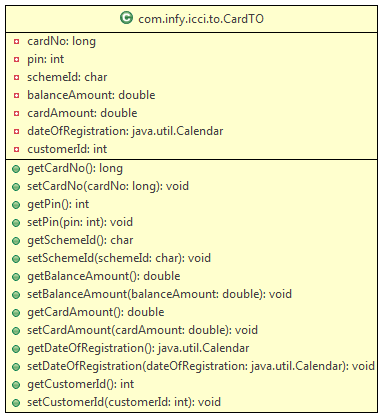 C com.infy.icci.to.CardTO
cardNo: long
pin: int
schemeId: char
balanceAmount: double
cardAmount: double
dateOfRegistration: java.util.Calendar
customerId: int
getCardNo(): long
setCardNo(cardNo: long): void
getPin(): int
setPin(pin: int): void
getSchemeId(): char
setSchemeId(schemeId: char): void
getBalanceAmount(): double
setBalanceAmount(balanceAmount: double): void
getCardAmount(): double
setCardAmount(cardAmount: double): void
getDateOfRegistration(): java.util.Calendar
setDateOfRegistration(dateOfRegistration: java.util.Calendar): void
getCustomerId(): int
setCustomerId(customerId: int): void